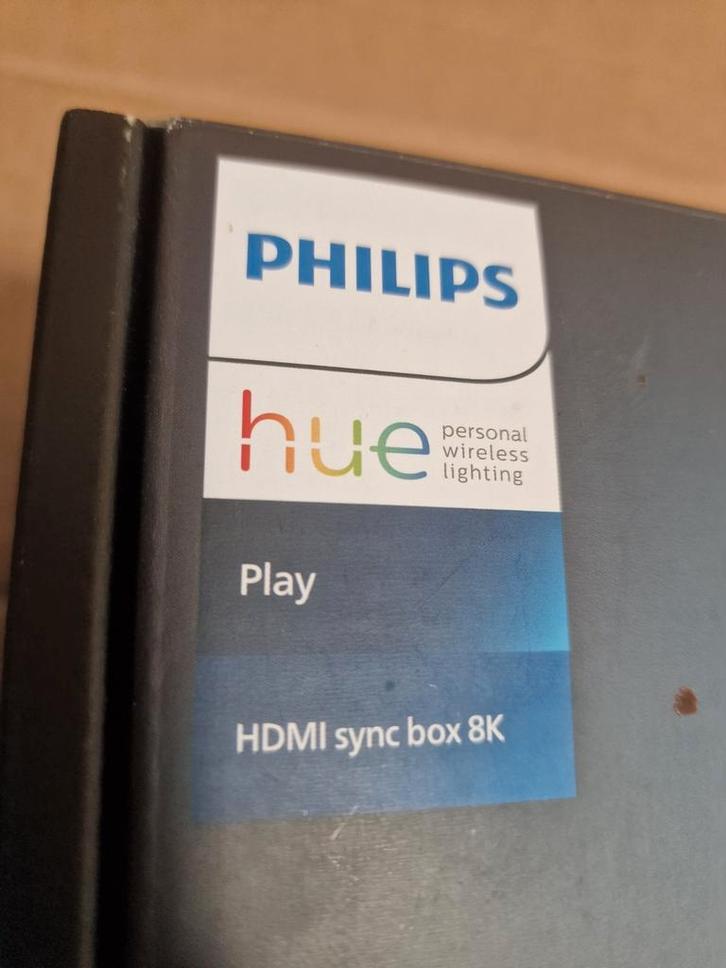 PHILIPS
hue
personal
wireless
lighting
Play
HDMI sync box 8K